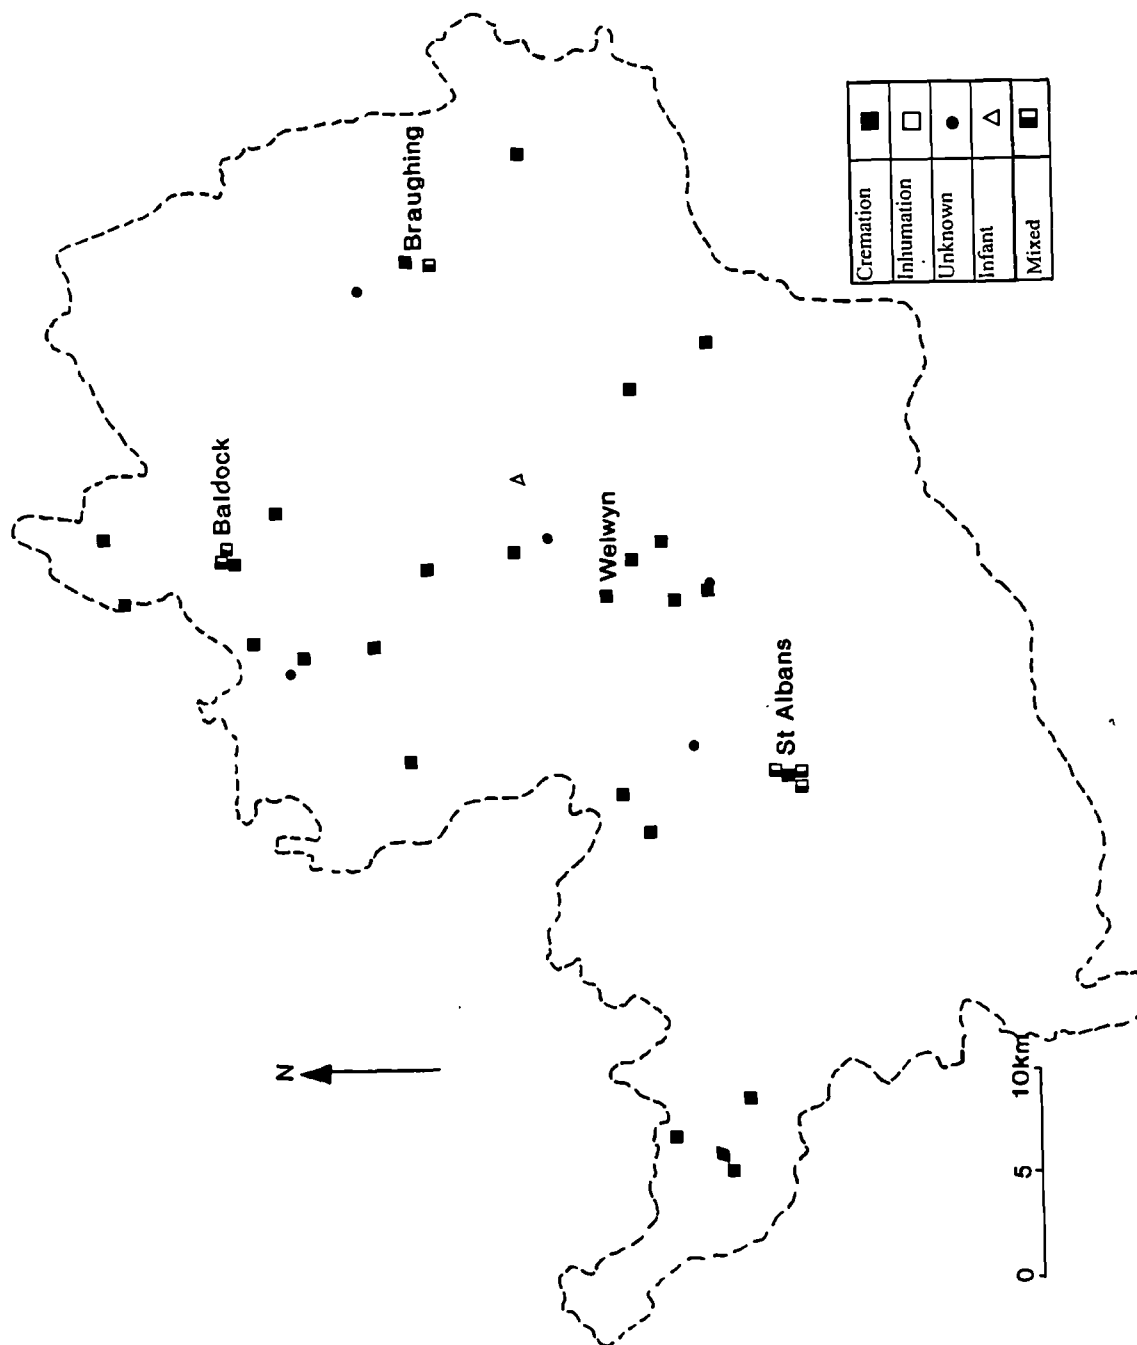 Baldock
Braughing
Welwyn
St Albans
N
0 5 10km
Cremation
Inhumation
Unknown
Infant
Mixed